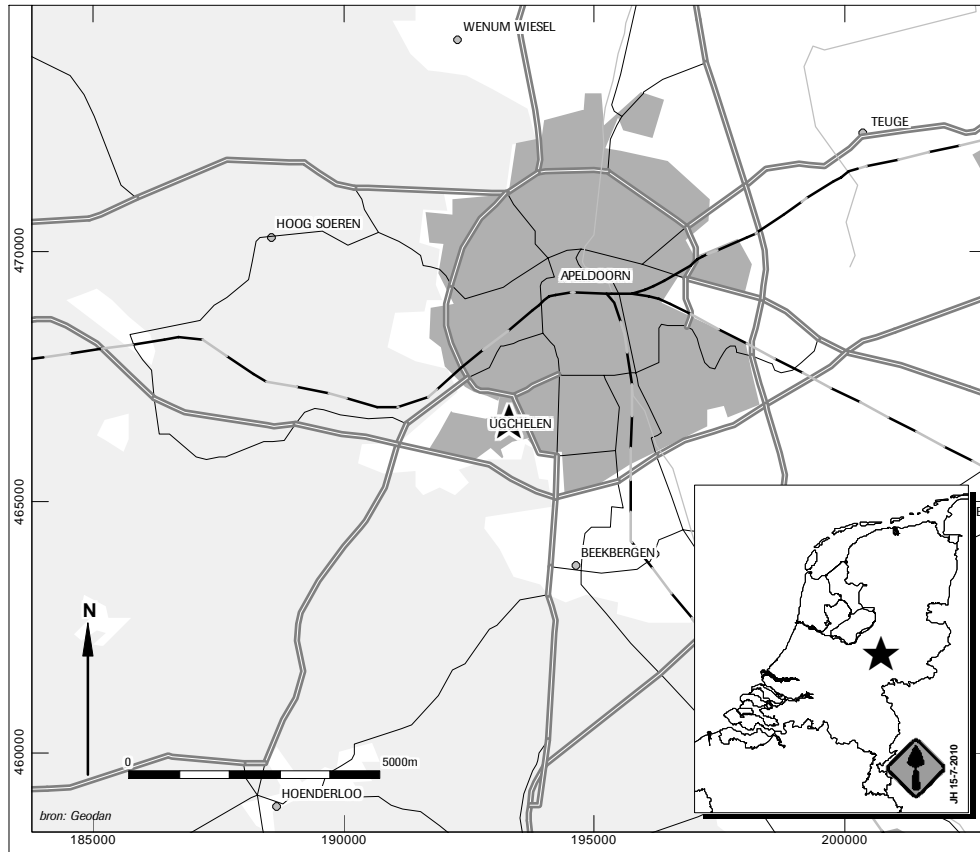 WENUM WIESEL
TEUGE
HOOG SOEREN
470000
APELDOORN
UGCHELEN
465000
BEEKBERGEN
E
N
460000
0
5000m
HOENDERLOO
JH 15-7-2010
bron: Geodan
185000
190000
195000
200000